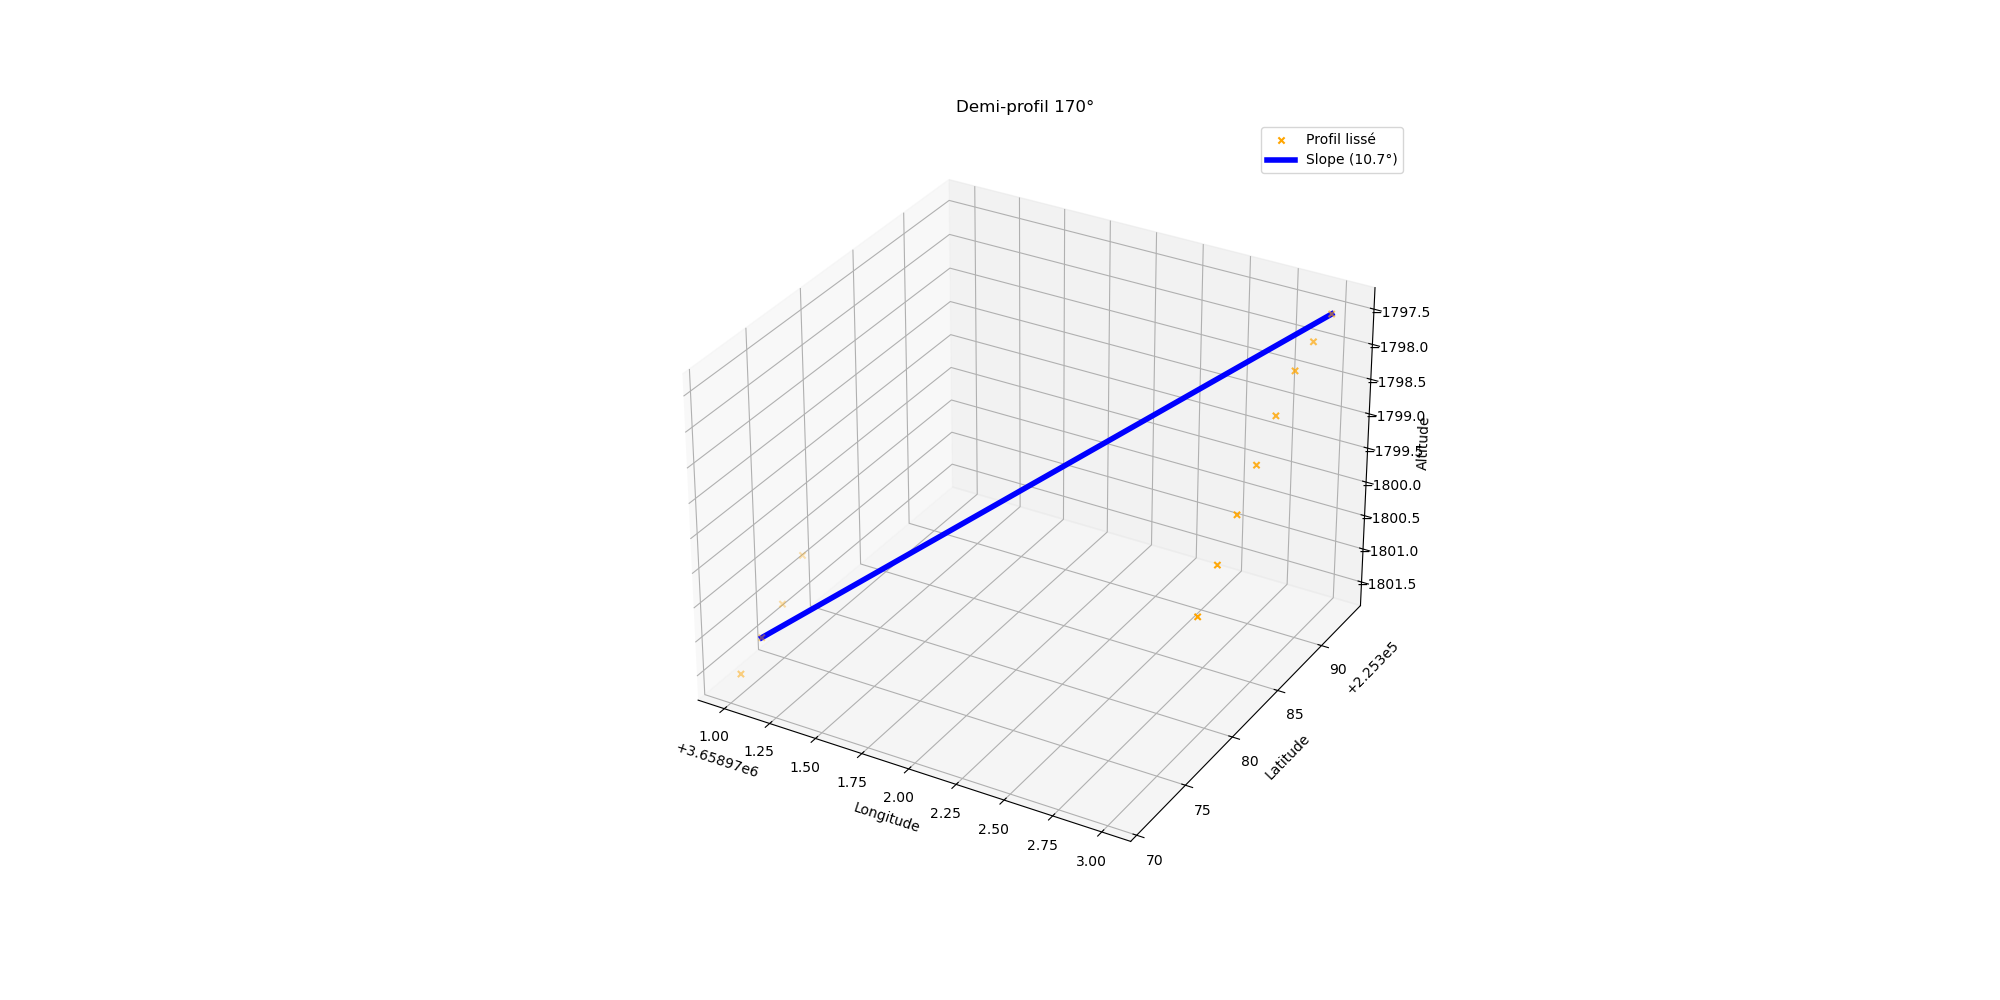 Demi-profil 170°
Profil lissé
Slope (10.7°)
−1797.5
−1798.0
−1798.5
−1799.0
−1799.5
−1800.0
−1800.5
−1801.0
−1801.5
Altitude
90
85
80
75
70
+2.253e5
Latitude
1.00
1.25
1.50
1.75
2.00
2.25
2.50
2.75
3.00
+3.65897e6
Longitude